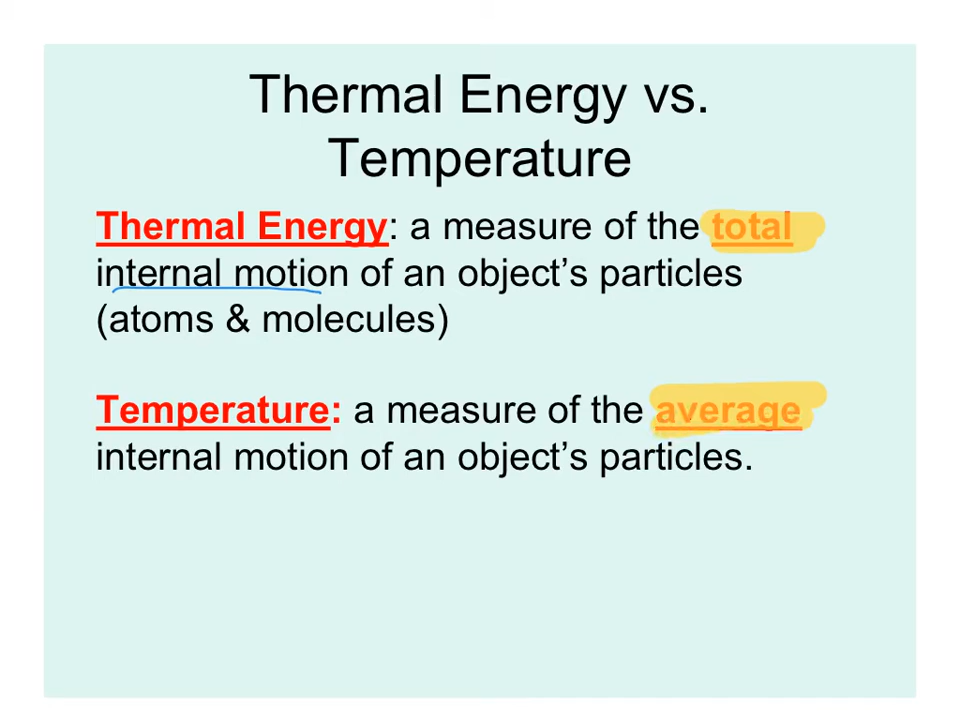 Thermal Energy vs.
Temperature
Thermal Energy: a measure of the total
internal motion of an object’s particles
(atoms & molecules)
Temperature: a measure of the average
internal motion of an object’s particles.